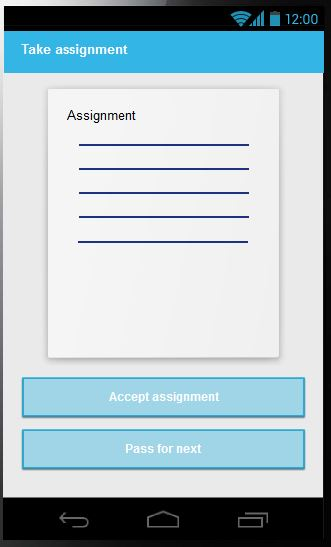 12:00
Take assignment
Assignment
Accept assignment
Pass for next